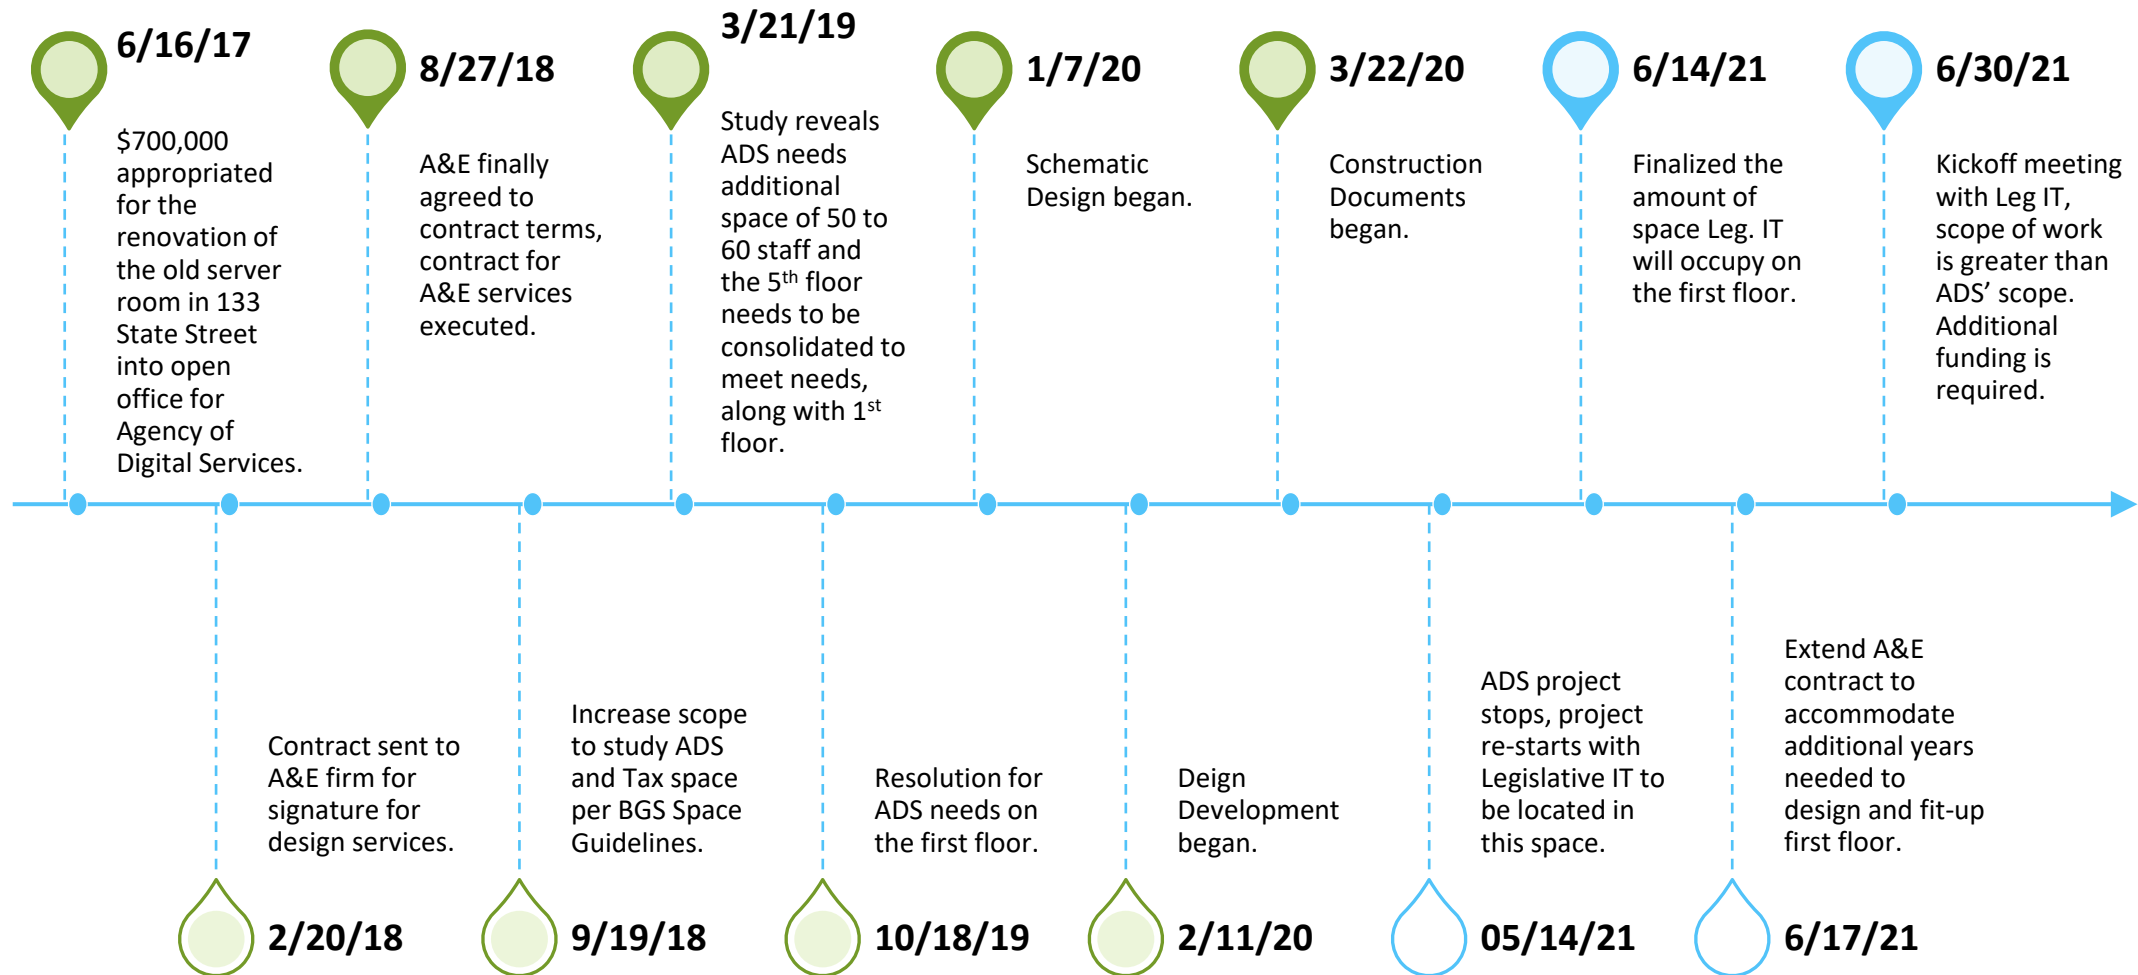 6/16/17
$700,000
appropriated
for the
renovation of
the old server
room in 133
State Street
into open
office for
Agency of
Digital Services.
8/27/18
A&E finally
agreed to
contract terms,
contract for
A&E services
executed.
3/21/19
Study reveals
ADS needs
additional
space of 50 to
60 staff and
the 5th floor
needs to be
consolidated to
meet needs,
along with 1st
floor.
1/7/20
Schematic
Design began.
3/22/20
Construction
Documents
began.
6/14/21
Finalized the
amount of
space Leg. IT
will occupy on
the first floor.
6/30/21
Kickoff meeting
with Leg IT,
scope of work
is greater than
ADS’ scope.
Additional
funding is
required.
Contract sent to
A&E firm for
signature for
design services.
2/20/18
Increase scope
to study ADS
and Tax space
per BGS Space
Guidelines.
9/19/18
Resolution for
ADS needs on
the first floor.
10/18/19
Deign
Development
began.
2/11/20
ADS project
stops, project
re-starts with
Legislative IT to
be located in
this space.
05/14/21
Extend A&E
contract to
accommodate
additional years
needed to
design and fit-up
first floor.
6/17/21